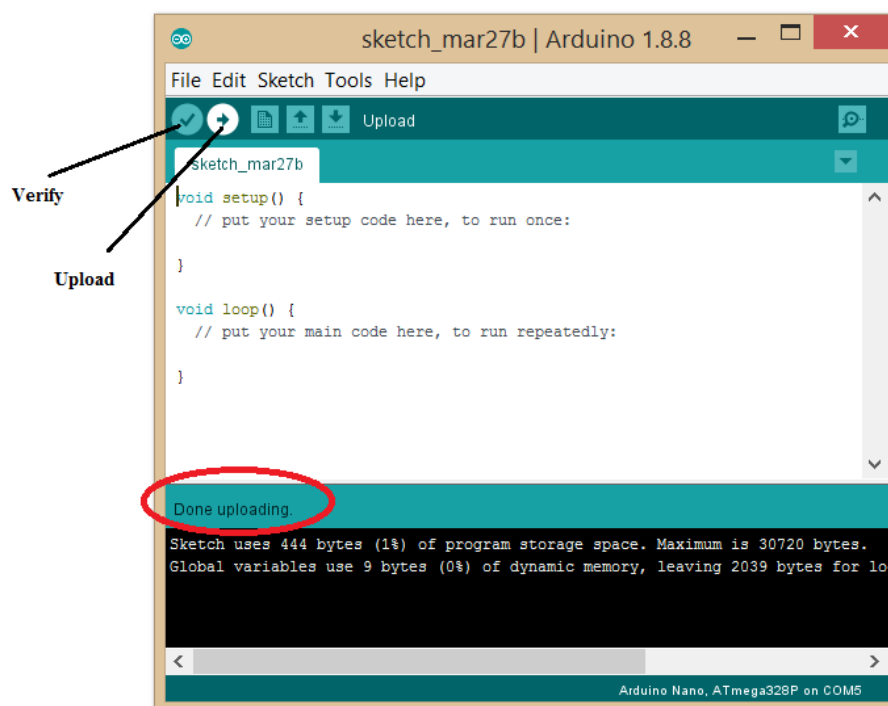 sketch_mar27b | Arduino 1.8.8
File Edit Sketch Tools Help
Upload
sketch_mar27b
Verify
Upload
void setup() {
// put your setup code here, to run once:
}
void loop() {
// put your main code here, to run repeatedly:
}
Done uploading.
Sketch uses 444 bytes (1%) of program storage space. Maximum is 30720 bytes.
Global variables use 9 bytes (0%) of dynamic memory, leaving 2039 bytes for lo
Arduino Nano, ATmega328P on COM5